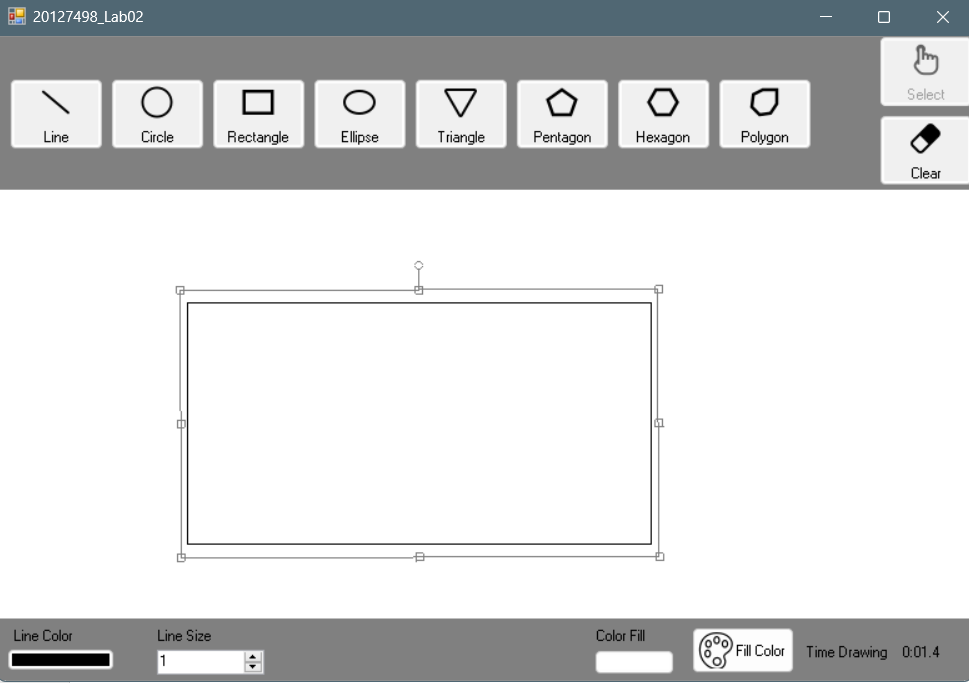 20127498_Lab02
Select
Line
Circle
Rectangle
Ellipse
Triangle
Pentagon
Hexagon
Polygon
Clear
Line Color
Line Size
1
Color Fill
Fill Color
Time Drawing 0:01.4